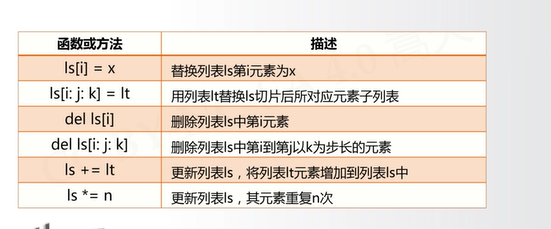 函数或方法 描述
ls[i] = x 替换列表ls第i元素为x
ls[i: j: k] = lt 用列表lt替换ls切片后所对应元素子列表
del ls[i] 删除列表ls中第i元素
del ls[i: j: k] 删除列表ls中第i到第j以k为步长的元素
ls += lt 更新列表ls，将列表lt元素增加到列表ls中
ls *= n 更新列表ls，其元素重复n次